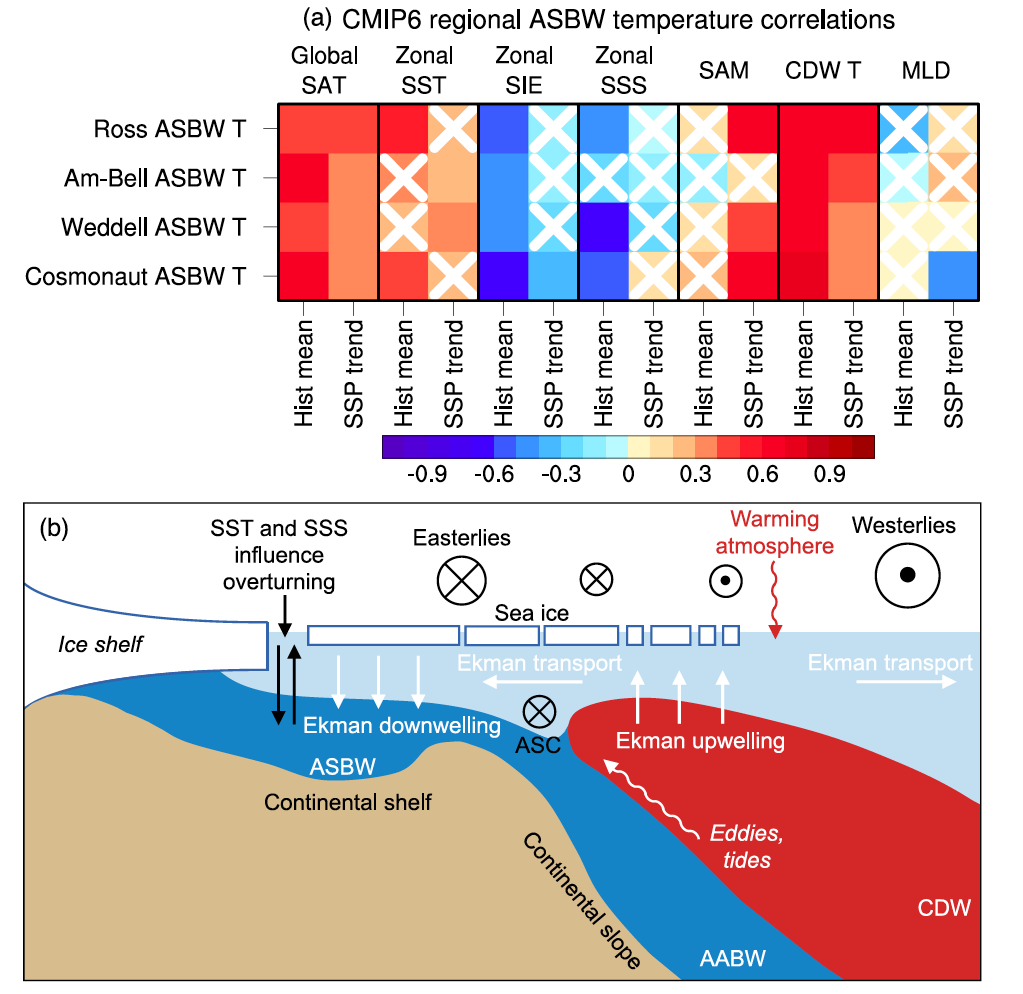 (a) CMIP6 regional ASBW temperature correlations
Global
SAT
Zonal
SST
Zonal
SIE
Zonal
SSS
SAM
CDW T
MLD
Ross ASBW T
Am-Bell ASBW T
Weddell ASBW T
Cosmonaut ASBW T
Hist mean
SSP trend
Hist mean
SSP trend
Hist mean
SSP trend
Hist mean
SSP trend
Hist mean
SSP trend
Hist mean
SSP trend
Hist mean
SSP trend
-0.9 -0.6 -0.3 0 0.3 0.6 0.9
(b)
SST and SSS
influence
overturning
Easterlies
Warming
atmosphere
Westerlies
Sea ice
Ice shelf
Ekman transport
Ekman transport
Ekman downwelling
ASC
Ekman upwelling
ASBW
Continental shelf
Eddies,
tides
Continental slope
CDW
AABW